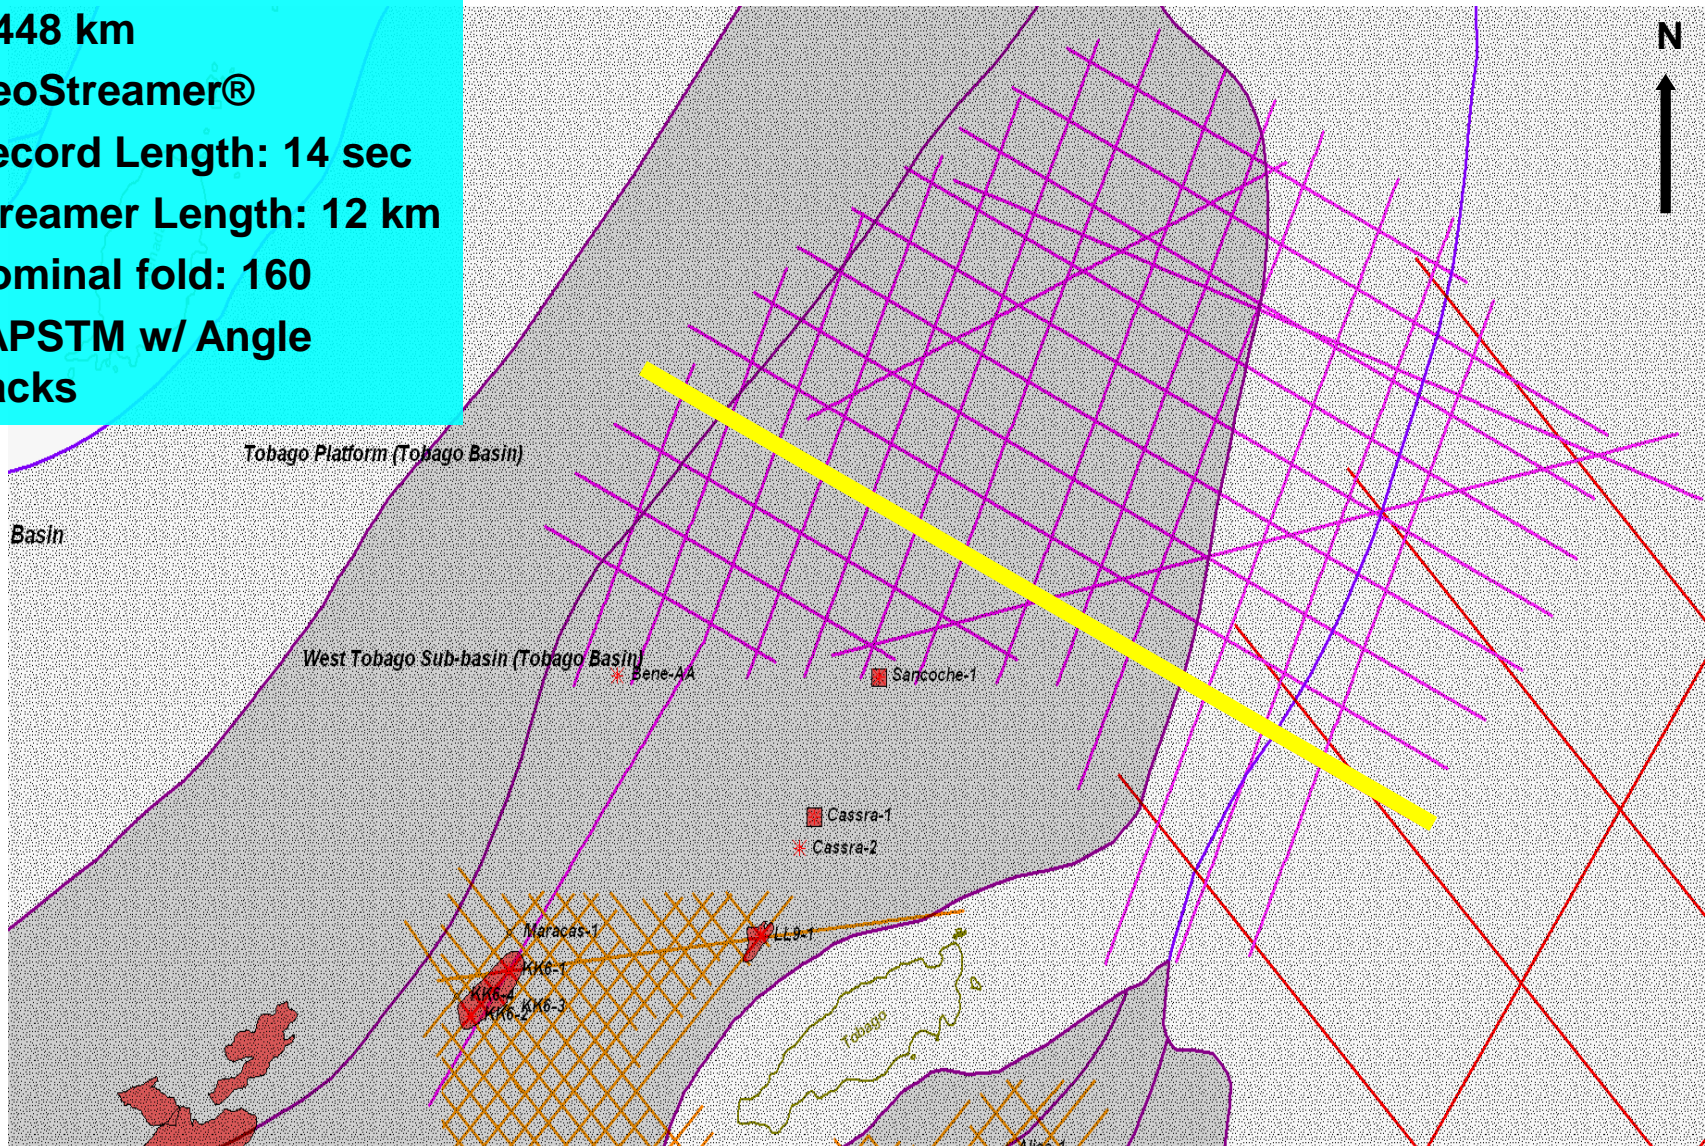 448 km
eoStreamer®
ecord Length: 14 sec
treamer Length: 12 km
ominal fold: 160
APSTM w/ Angle
acks
N
Tobago Platform (Tobago Basin)
Basin
West Tobago Sub-basin (Tobago Basin)
Bene-AA
Sancoche-1
Cassra-1
Cassra-2
Maracas-1
LL9-1
KK6-1
KK6-4
KK6-3
KK6-2
Tobago